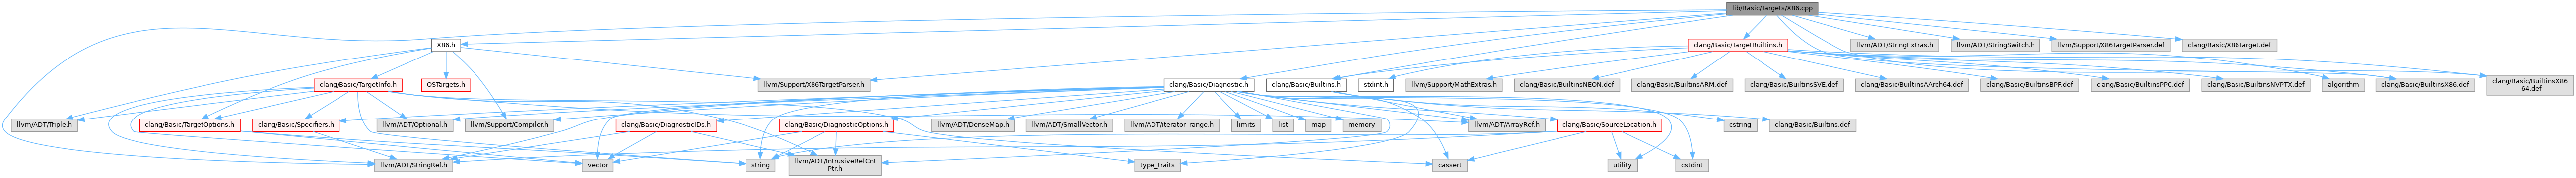 lib/Basic/Targets/X86.cpp
X86.h
clang/Basic/TargetBuiltins.h
llvm/ADT/StringExtras.h
llvm/ADT/StringSwitch.h
llvm/Support/X86TargetParser.def
clang/Basic/X86Target.def
clang/Basic/TargetInfo.h
OSTargets.h
llvm/Support/X86TargetParser.h
clang/Basic/Diagnostic.h
clang/Basic/Builtins.h
stdint.h
llvm/Support/MathExtras.h
clang/Basic/BuiltinsNEON.def
clang/Basic/BuiltinsARM.def
clang/Basic/BuiltinsSVE.def
clang/Basic/BuiltinsAArch64.def
clang/Basic/BuiltinsBPF.def
clang/Basic/BuiltinsPPC.def
clang/Basic/BuiltinsNVPTX.def
algorithm
clang/Basic/BuiltinsX86.def
clang/Basic/BuiltinsX86
_64.def
llvm/ADT/Triple.h
clang/Basic/TargetOptions.h
clang/Basic/Specifiers.h
llvm/ADT/Optional.h
llvm/Support/Compiler.h
clang/Basic/DiagnosticIDs.h
clang/Basic/DiagnosticOptions.h
llvm/ADT/DenseMap.h
llvm/ADT/SmallVector.h
llvm/ADT/iterator_range.h
limits
list
map
memory
llvm/ADT/ArrayRef.h
clang/Basic/SourceLocation.h
cstring
clang/Basic/Builtins.def
llvm/ADT/StringRef.h
vector
string
llvm/ADT/IntrusiveRefCnt
Ptr.h
type_traits
cassert
utility
cstdint